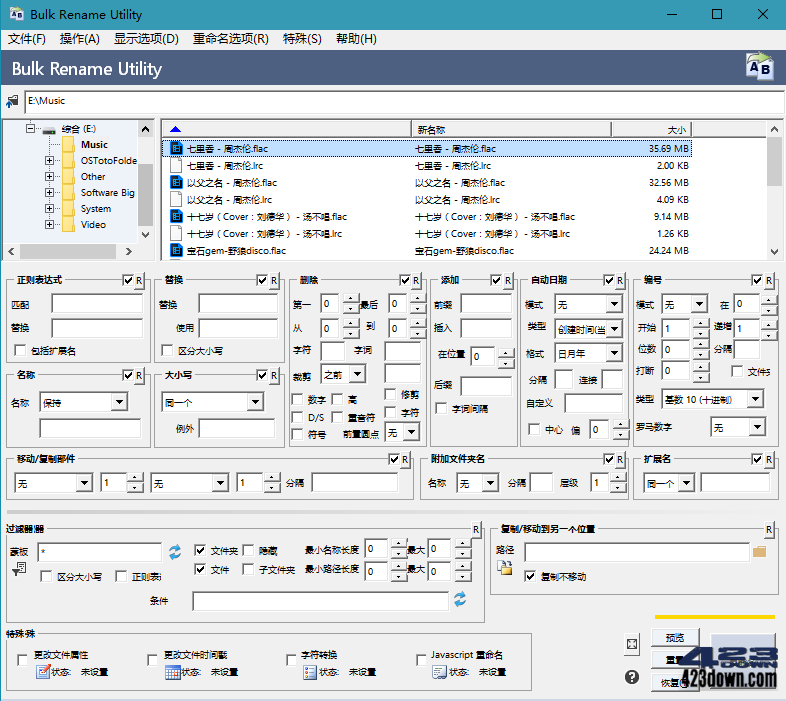 Bulk Rename Utility
文件(F) 操作(A) 显示选项(D) 重命名选项(R) 特殊(S) 帮助(H)
Bulk Rename Utility
E:\Music
综合 (E:)
Music
OSTotoFolde
Other
Software Big
System
Video
新名称 大小
七里香 - 周杰伦.flac 七里香 - 周杰伦.flac 35.69 MB
七里香 - 周杰伦.lrc 七里香 - 周杰伦.lrc 2.00 KB
以父之名 - 周杰伦.flac 以父之名 - 周杰伦.flac 32.56 MB
以父之名 - 周杰伦.lrc 以父之名 - 周杰伦.lrc 4.09 KB
十七岁（Cover：刘德华）- 汤不唱.flac 十七岁（Cover：刘德华）- 汤不唱.flac 9.14 MB
十七岁（Cover：刘德华）- 汤不唱.lrc 十七岁（Cover：刘德华）- 汤不唱.lrc 1.26 KB
宝石gem-野狼disco.flac 宝石gem-野狼disco.flac 24.24 MB
正则表达式 R
匹配
替换
包括扩展名
替换 R
替换
使用
区分大小写
删除 R
第一 0 最后 0
从 0 到 0
字符 字词
裁剪 之前
数字 高 修剪
D/S 重音符 字符
符号 前置圆点 无
添加 R
前缀
插入
在位置 0
后缀
字词间隔
自动日期 R
模式 无
类型 创建时间(当
格式 日月年
分隔 连接
自定义
中心 偏 0
编号 R
模式 无 在 0
开始 1 递增 1
位数 0 分隔
打断 0 文件夹
类型 基数 10 (十进制)
罗马数字 无
名称 R
名称 保持
大小写 R
同一个
例外
移动/复制部件 R
无 1 无 1 分隔
附加文件夹名 R
名称 无 分隔 层级 1
扩展名 R
同一个
过滤器 R
蒙板 *
区分大小写 正则表
文件夹 隐藏 最小名称长度 0 最大 0
文件 子文件夹 最小路径长度 0 最大 0
条件
复制/移动到另一个位置 R
路径
复制不移动
特殊
更改文件属性
状态: 未设置
更改文件时间戳
状态: 未设置
字符转换
状态: 未设置
Javascript 重命名
状态: 未设置
预览
重置
恢复
423
DOWN
423down.com